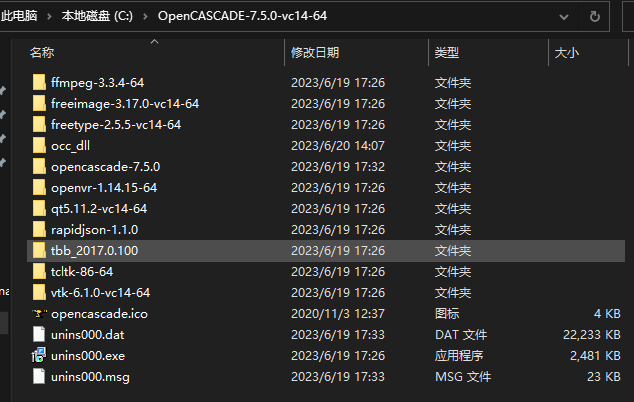 此电脑 > 本地磁盘 (C:) > OpenCASCADE-7.5.0-vc14-64
名称 修改日期 类型 大小
ffmpeg-3.3.4-64 2023/6/19 17:26 文件夹
freeimage-3.17.0-vc14-64 2023/6/19 17:26 文件夹
freetype-2.5.5-vc14-64 2023/6/19 17:26 文件夹
occ_dll 2023/6/20 14:07 文件夹
opencascade-7.5.0 2023/6/19 17:32 文件夹
openvr-1.14.15-64 2023/6/19 17:26 文件夹
qt5.11.2-vc14-64 2023/6/19 17:26 文件夹
rapidjson-1.1.0 2023/6/19 17:26 文件夹
tbb_2017.0.100 2023/6/19 17:26 文件夹
tcltk-86-64 2023/6/19 17:26 文件夹
vtk-6.1.0-vc14-64 2023/6/19 17:26 文件夹
opencascade.ico 2020/11/3 12:37 图标 4 KB
unins000.dat 2023/6/19 17:33 DAT 文件 22,233 KB
unins000.exe 2023/6/19 17:26 应用程序 2,481 KB
unins000.msg 2023/6/19 17:33 MSG 文件 23 KB